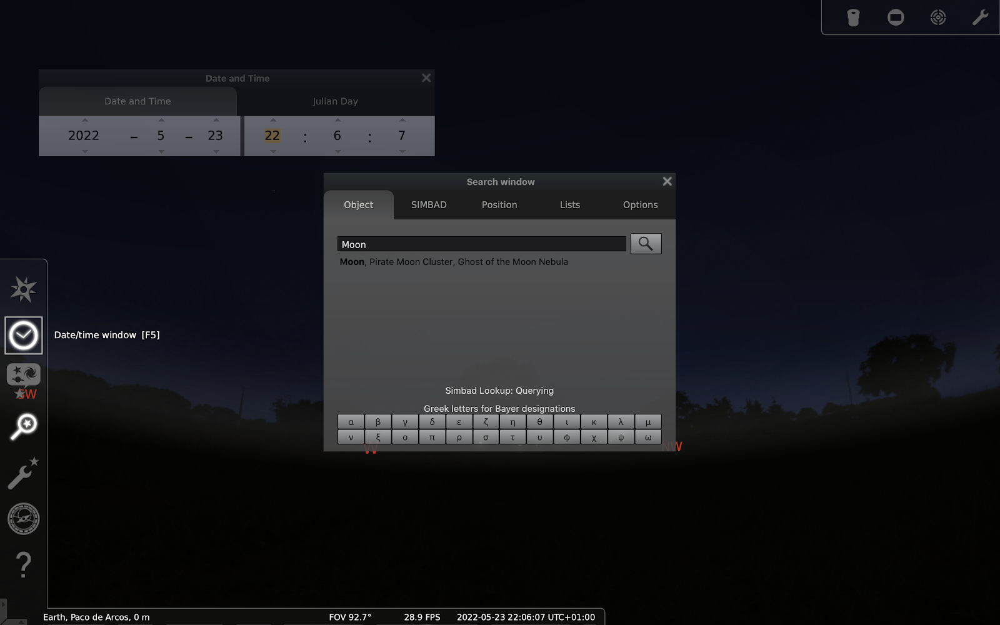 Date and Time
Date and Time Julian Day
2022 – 5 – 23 22 : 6 : 7
Search window
Object SIMBAD Position Lists Options
Moon
Moon, Pirate Moon Cluster, Ghost of the Moon Nebula
Date/time window [F5]
Simbad Lookup: Querying
SW
Greek letters for Bayer designations
α β γ δ ε ζ η θ ι κ λ μ
ν ξ ο π ρ σ τ υ φ χ ψ ω
W NW
Earth, Paco de Arcos, 0 m FOV 92.7° 28.9 FPS 2022-05-23 22:06:07 UTC+01:00